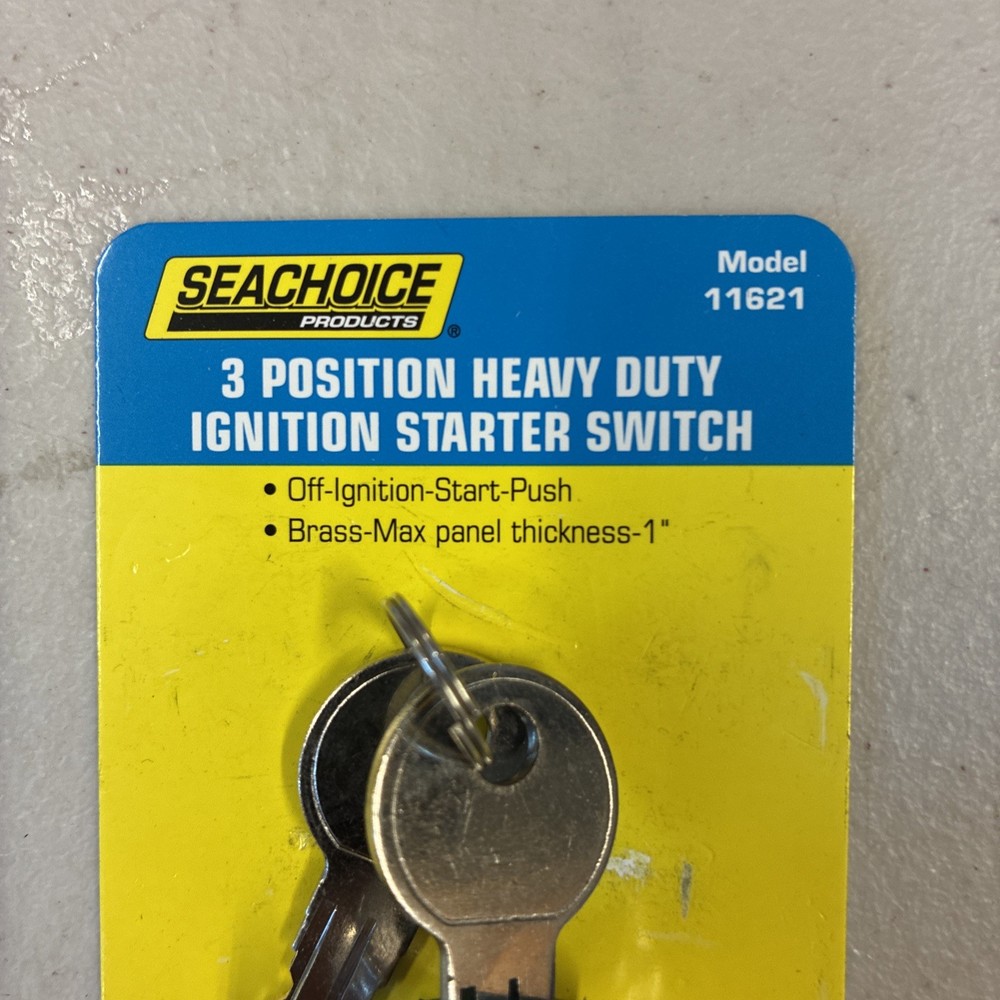 SEACHOICE
PRODUCTS
®
Model
11621
3 POSITION HEAVY DUTY
IGNITION STARTER SWITCH
• Off-Ignition-Start-Push
• Brass-Max panel thickness-1"